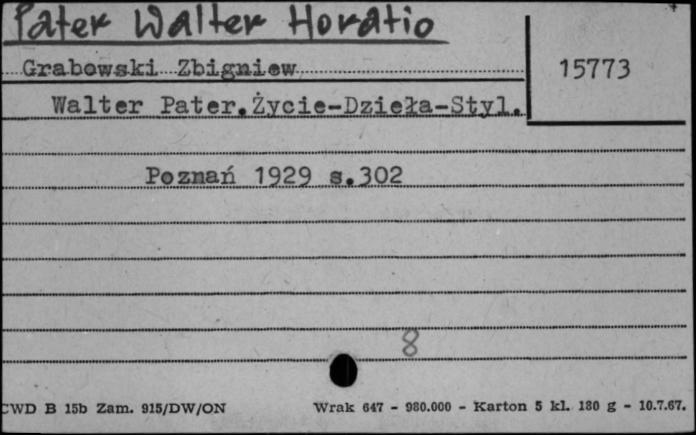 Pater Walter Horatio
Grabowski Zbigniew
15773
Walter Pater.Życie-Dzieła-Styl.
Poznań 1929 s.302
8
CWD B 15b Zam. 915/DW/ON
Wrak 647 - 980.000 - Karton 5 kl. 180 g - 10.7.67.